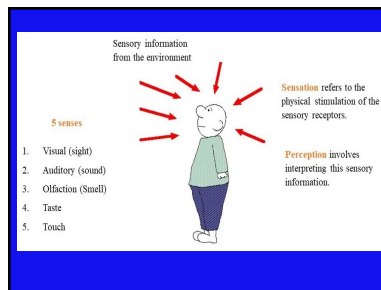 Sensory information
from the environment
Sensation refers to the
physical stimulation of the
sensory receptors.
5 senses
1. Visual (sight)
2. Auditory (sound)
3. Olfaction (Smell)
4. Taste
5. Touch
Perception involves
interpreting this sensory
information.